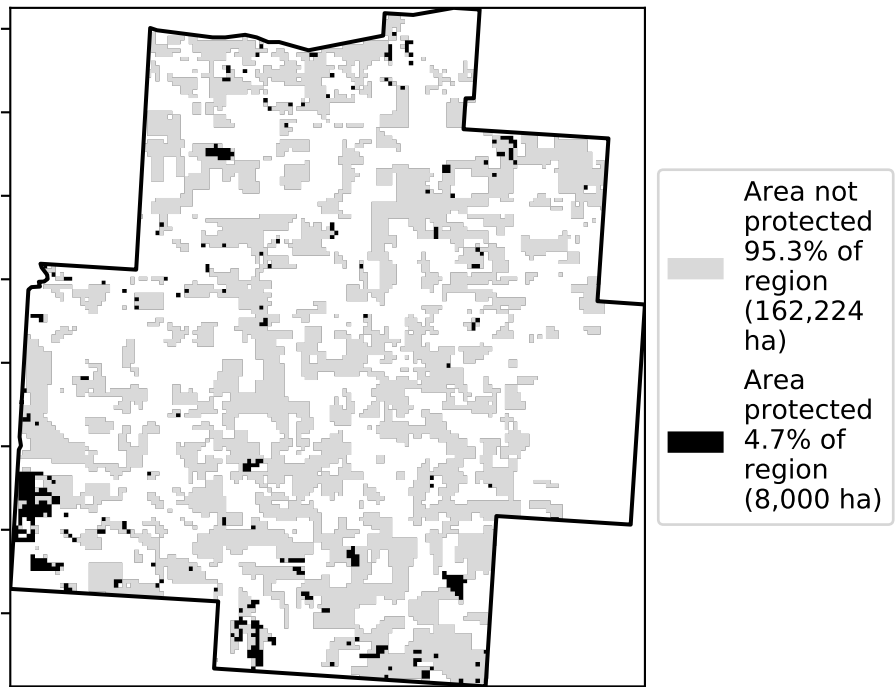 Area not
protected
95.3% of
region
(162,224
ha)
Area
protected
4.7% of
region
(8,000 ha)